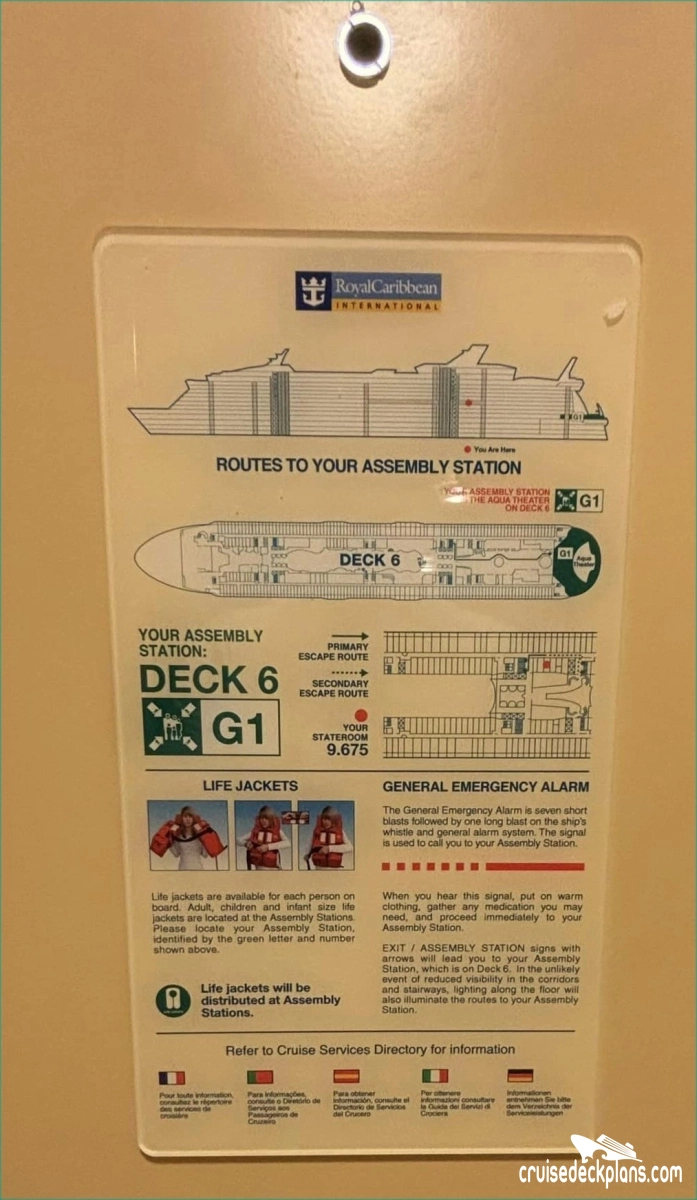 RoyalCaribbean
INTERNATIONAL
G1
You Are Here
ROUTES TO YOUR ASSEMBLY STATION
YOUR ASSEMBLY STATION
THE AQUA THEATER
ON DECK 6
G1
DECK 6
G1
Aqua
Theater
YOUR ASSEMBLY
STATION:
DECK 6
G1
PRIMARY
ESCAPE ROUTE
SECONDARY
ESCAPE ROUTE
YOUR
STATEROOM
9.675
LIFE JACKETS
Life jackets are available for each person on
board. Adult, children and infant size life
jackets are located at the Assembly Stations.
Please locate your Assembly Station,
identified by the green letter and number
shown above.
Life jackets will be
distributed at Assembly
Stations.
GENERAL EMERGENCY ALARM
The General Emergency Alarm is seven short
blasts followed by one long blast on the ship's
whistle and general alarm system. The signal
is used to call you to your Assembly Station.
When you hear this signal, put on warm
clothing, gather any medication you may
need, and proceed immediately to your
Assembly Station.
EXIT / ASSEMBLY STATION signs with
arrows will lead you to your Assembly
Station, which is on Deck 6. In the unlikely
event of reduced visibility in the corridors
and stairways, lighting along the floor will
also illuminate the routes to your Assembly
Station.
Refer to Cruise Services Directory for information
Pour toute information,
consultez le répertoire
des services de
croisière
Para informações,
consulte o Diretório de
Serviços aos
Passageiros de
Cruzeiro
Para obtener
información, consulte el
Directorio de Servicios
del Crucero
Per ottenere
informazioni consultare
la Guida dei Servizi di
Crociera
Informationen
entnehmen Sie bitte
dem Verzeichnis der
Serviceleistungen
cruisedeckplans.com